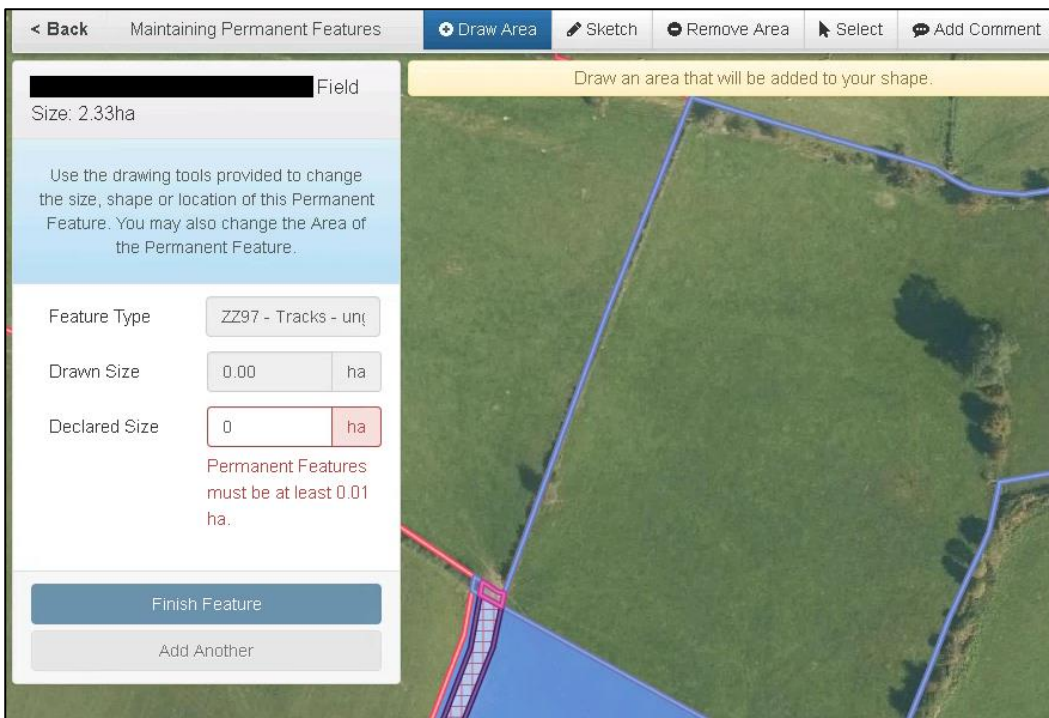 < Back Maintaining Permanent Features Draw Area Sketch Remove Area Select Add Comment
Draw an area that will be added to your shape.
Field
Size: 2.33ha
Use the drawing tools provided to change
the size, shape or location of this Permanent
Feature. You may also change the Area of
the Permanent Feature.
Feature Type ZZ97 - Tracks - ung
Drawn Size 0.00 ha
Declared Size 0 ha
Permanent Features
must be at least 0.01
ha.
Finish Feature
Add Another